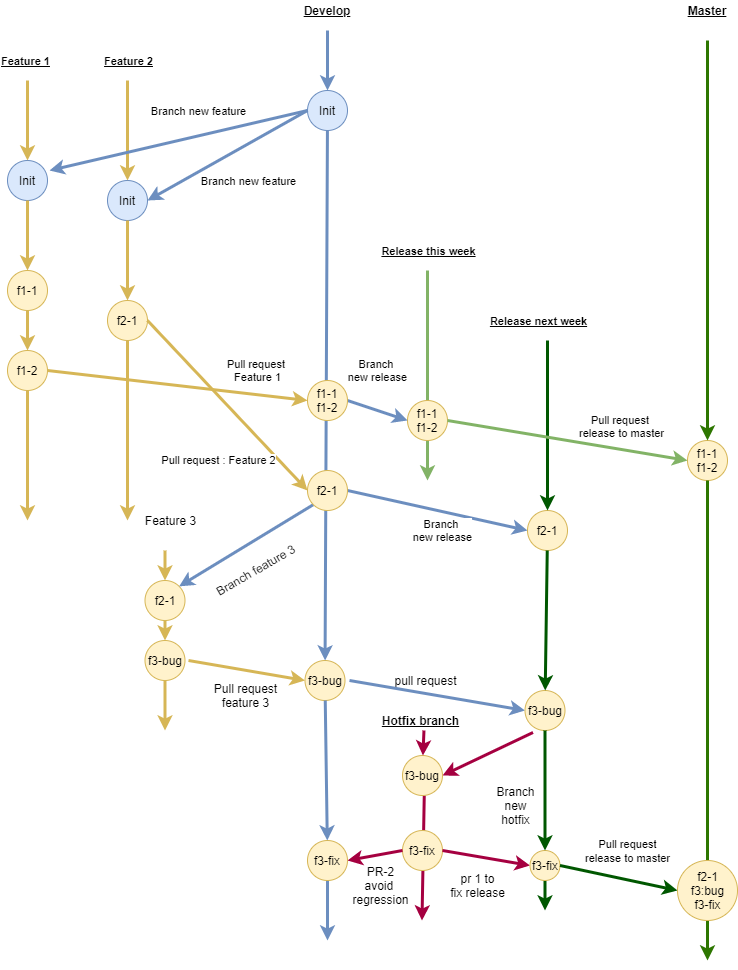 Develop
Master
Feature 1
Feature 2
Init
Branch new feature
Init
Branch new feature
Init
Release this week
f1-1
f2-1
Release next week
f1-2
Pull request
Feature 1
Branch
new release
f1-1
f1-2
f1-1
f1-2
Pull request
release to master
f1-1
f1-2
Pull request : Feature 2
f2-1
Feature 3
Branch
new release
f2-1
Branch feature 3
f2-1
f3-bug
Pull request
feature 3
f3-bug
pull request
f3-bug
Hotfix branch
f3-bug
Branch
new
hotfix
f3-fix
f3-fix
f3-fix
Pull request
release to master
PR-2
avoid
regression
pr 1 to
fix release
f2-1
f3:bug
f3-fix